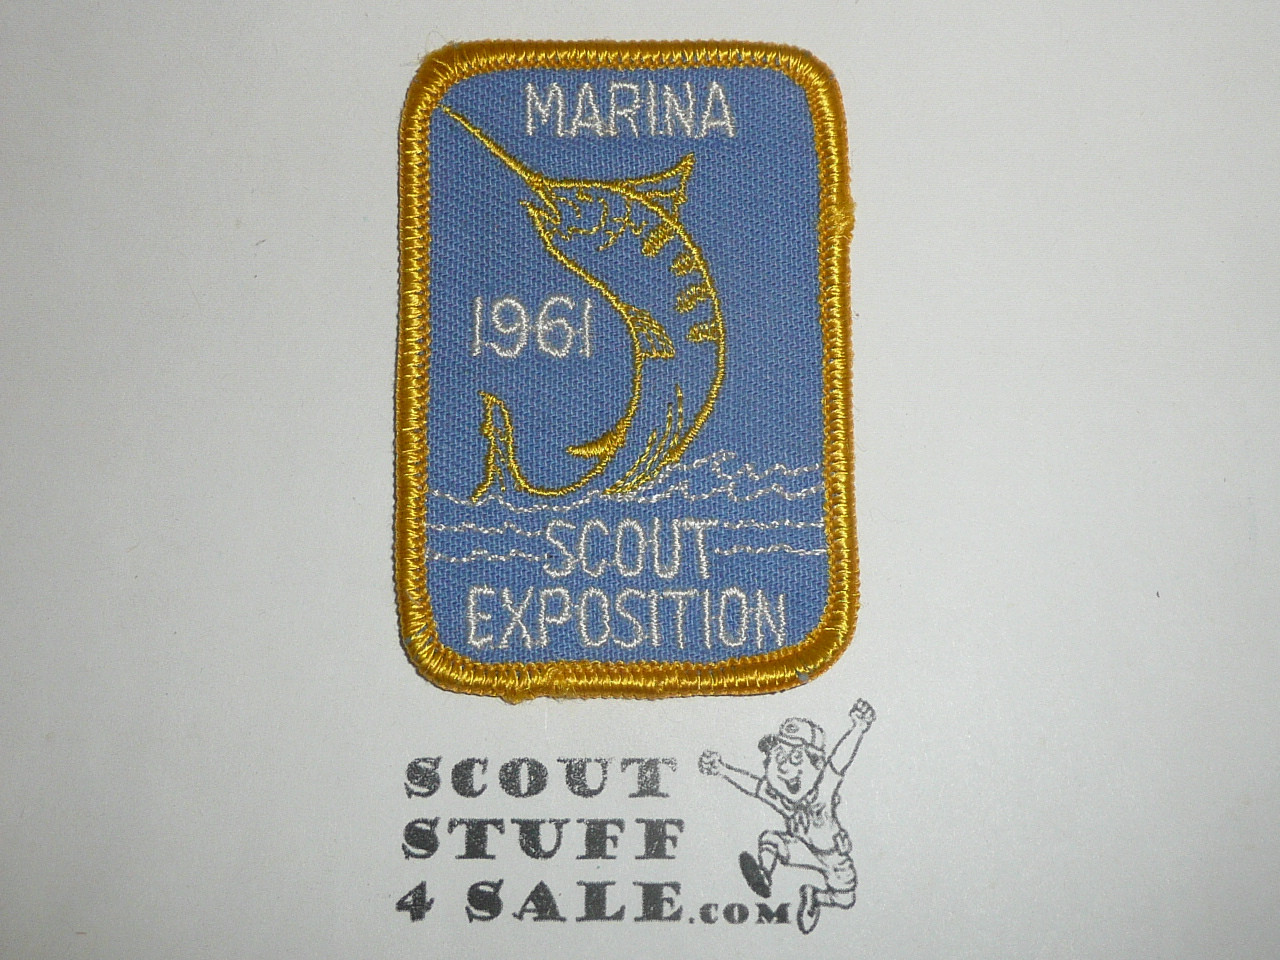 MARINA
1961
SCOUT
EXPOSITION
SCOUT
STUFF
4 SALE.COM